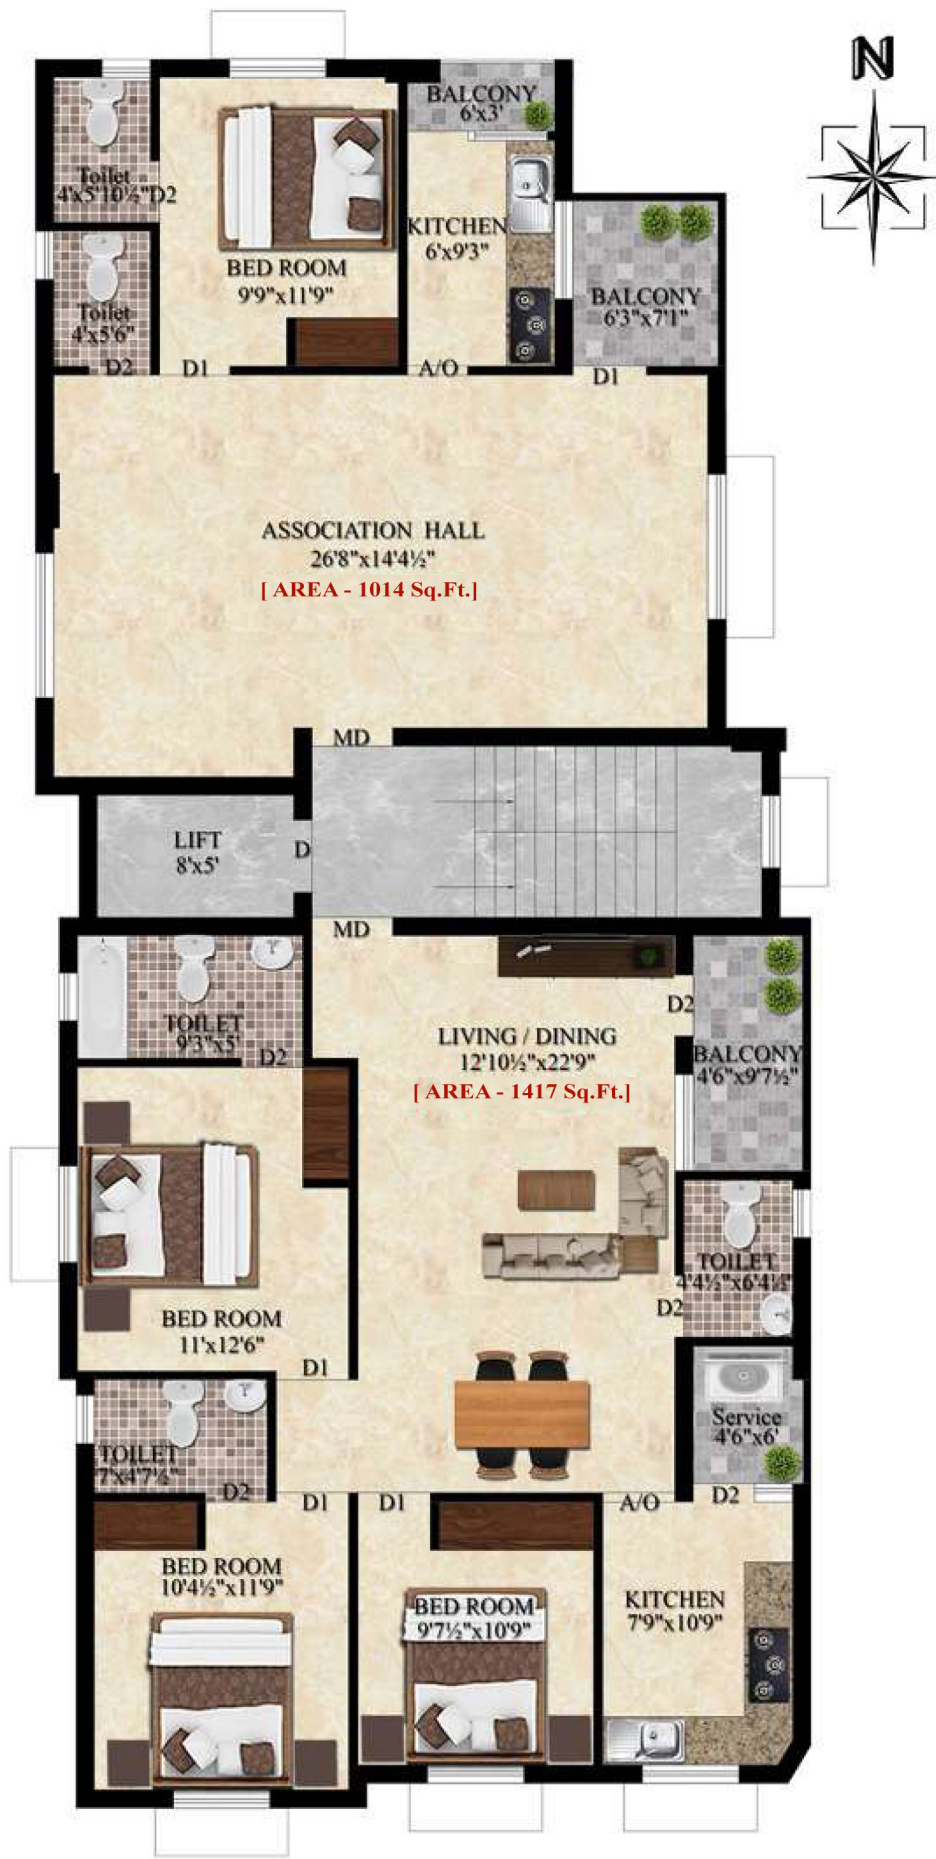 N
BALCONY
6'x3'
Toilet
4'x5'10½"D2
KITCHEN
6'x9'3"
BED ROOM
9'9"x11'9"
BALCONY
6'3"x7'1"
Toilet
4'x5'6"
D2
D1
A/O
D1
ASSOCIATION HALL
26'8"x14'4½"
[ AREA - 1014 Sq.Ft.]
MD
LIFT
8'x5'
D
MD
TOILET
9'3"x5'
D2
LIVING / DINING
12'10½"x22'9"
[ AREA - 1417 Sq.Ft.]
D2
BALCONY
4'6"x9'7½"
TOILET
4'4½"x6'4½"
D2
BED ROOM
11'x12'6"
D1
Service
4'6"x6'
TOILET
7'x4'7½"
D2
D1
D1
A/O
D2
BED ROOM
10'4½"x11'9"
BED ROOM
9'7½"x10'9"
KITCHEN
7'9"x10'9"